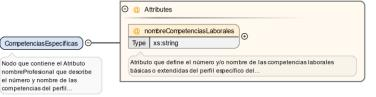 @ Attributes
@ nombreCompetenciasLaborales
Type xs:string
Atributo que define el número y/o nombre de las competencias laborales
básicas o extendidas del perfil específico del...
CompetenciasEspecificas
Nodo que contiene el Atributo
nombreProfesional que describe
el número y nombre de las
competencias del perfil...